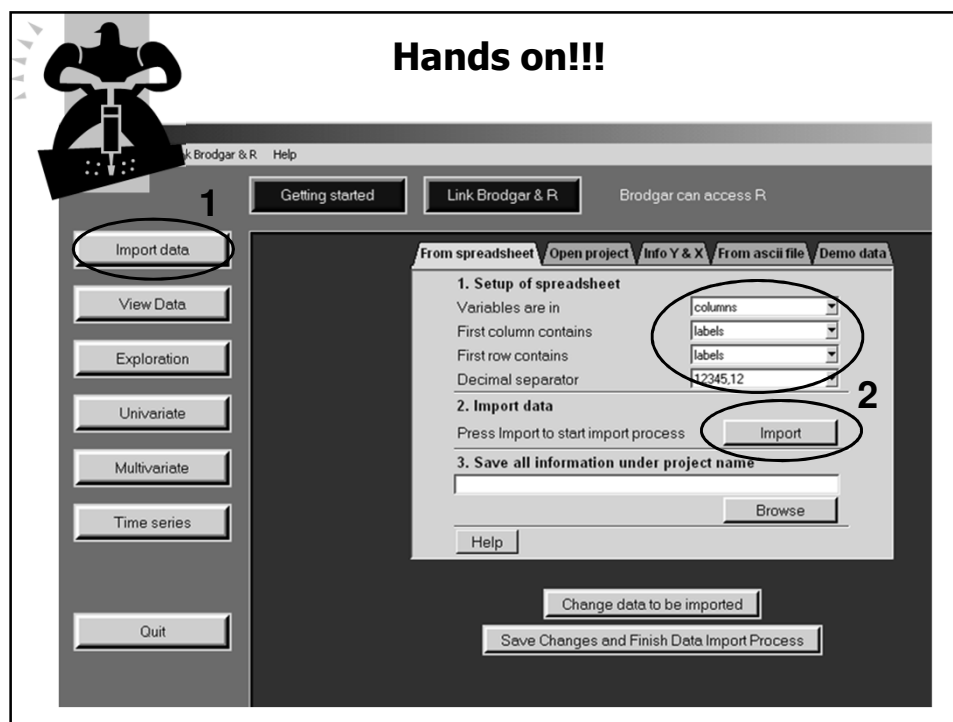 Hands on!!!
k Brodgar & R Help
1
Getting started Link Brodgar & R Brodgar can access R
Import data
View Data
Exploration
Univariate
Multivariate
Time series
Quit
From spreadsheet Open project Info Y & X From ascii file Demo data
1. Setup of spreadsheet
Variables are in columns
First column contains labels
First row contains labels
Decimal separator 12345,12
2
2. Import data
Press Import to start import process Import
3. Save all information under project name
Browse
Help
Change data to be imported
Save Changes and Finish Data Import Process